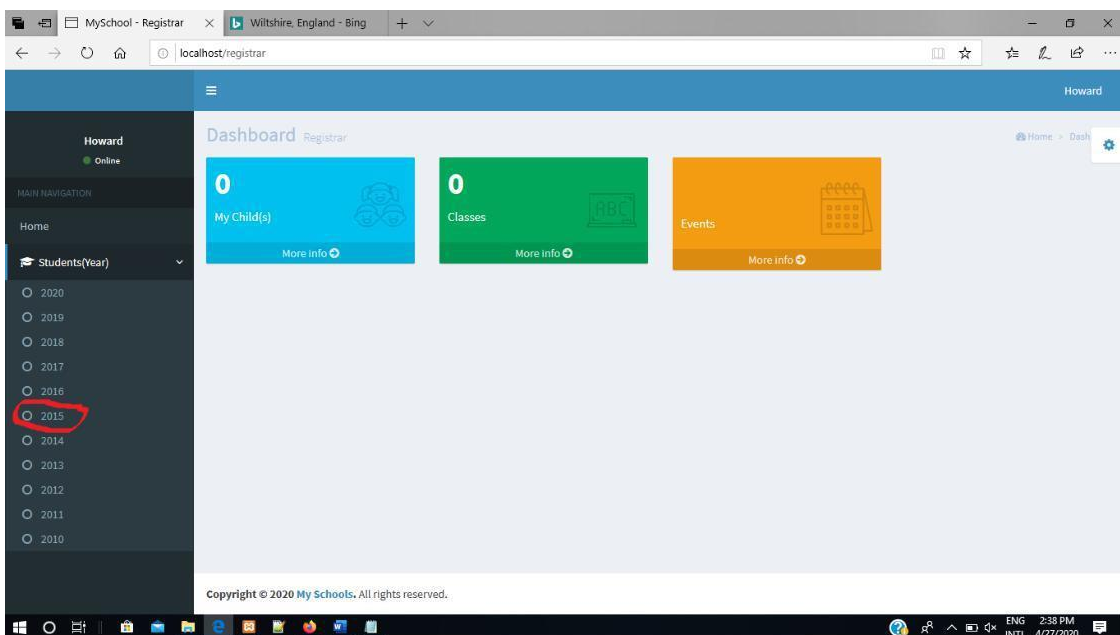 MySchool - Registrar
Wiltshire, England - Bing
localhost/registrar
Howard
Howard
Online
MAIN NAVIGATION
Home
Students(Year)
2020
2019
2018
2017
2016
2015
2014
2013
2012
2011
2010
Dashboard Registrar
Home > Dash
0
My Child(s)
More info
0
ABC
Classes
More info
Events
More info
Copyright © 2020 My Schools. All rights reserved.
ENG
INTL
2:38 PM
4/27/2020